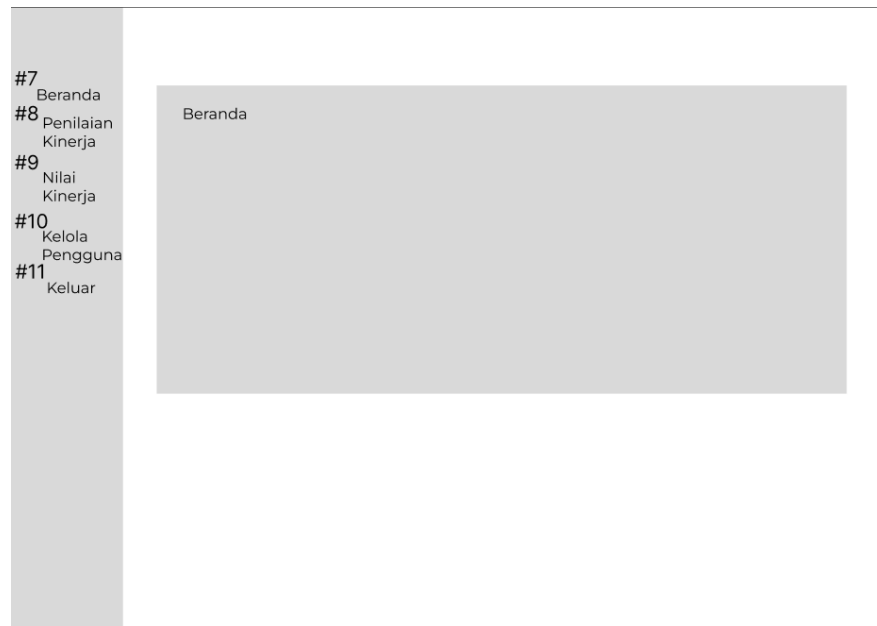 #7
Beranda
#8 Penilaian
Kinerja
#9
Nilai
Kinerja
#10
Kelola
Pengguna
#11
Keluar
Beranda